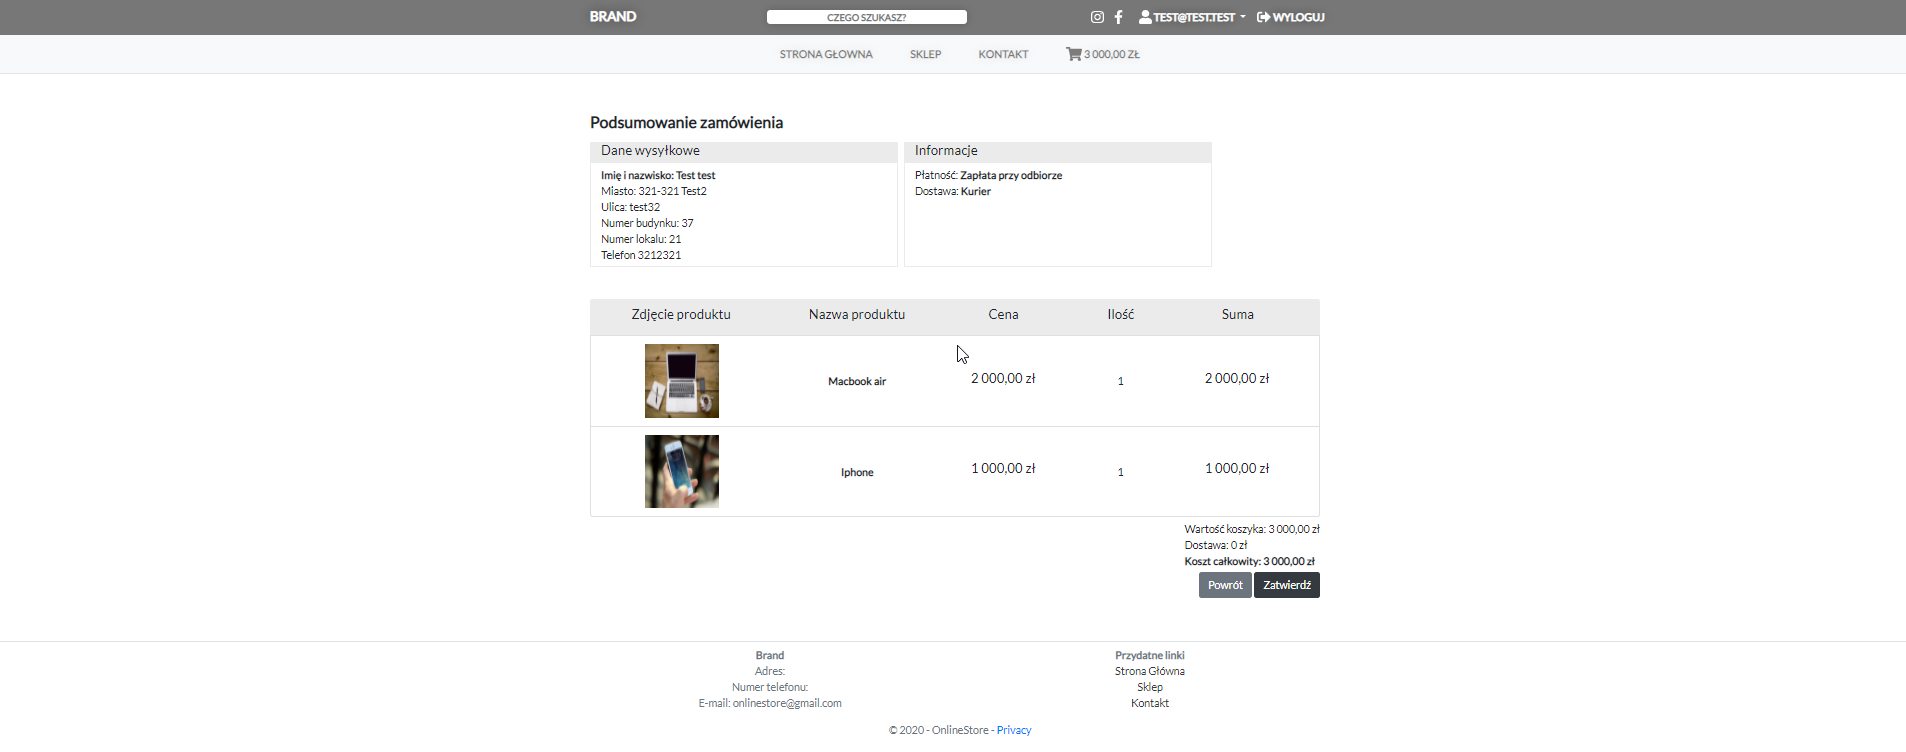 BRAND
CZEGO SZUKASZ?
TEST@TEST.TEST
WYLOGUJ
STRONA GŁOWNA
SKLEP
KONTAKT
3 000,00 ZŁ
Podsumowanie zamówienia
Dane wysyłkowe
Imię i nazwisko: Test test
Miasto: 321-321 Test2
Ulica: test32
Numer budynku: 37
Numer lokalu: 21
Telefon 3212321
Informacje
Płatność: Zapłata przy odbiorze
Dostawa: Kurier
Zdjęcie produktu Nazwa produktu Cena Ilość Suma
Macbook air 2 000,00 zł 1 2 000,00 zł
Iphone 1 000,00 zł 1 1 000,00 zł
Wartość koszyka: 3 000,00 zł
Dostawa: 0 zł
Koszt całkowity: 3 000,00 zł
Powrót
Zatwierdź
Brand
Adres:
Numer telefonu:
E-mail: onlinestore@gmail.com
Przydatne linki
Strona Główna
Sklep
Kontakt
© 2020 - OnlineStore - Privacy